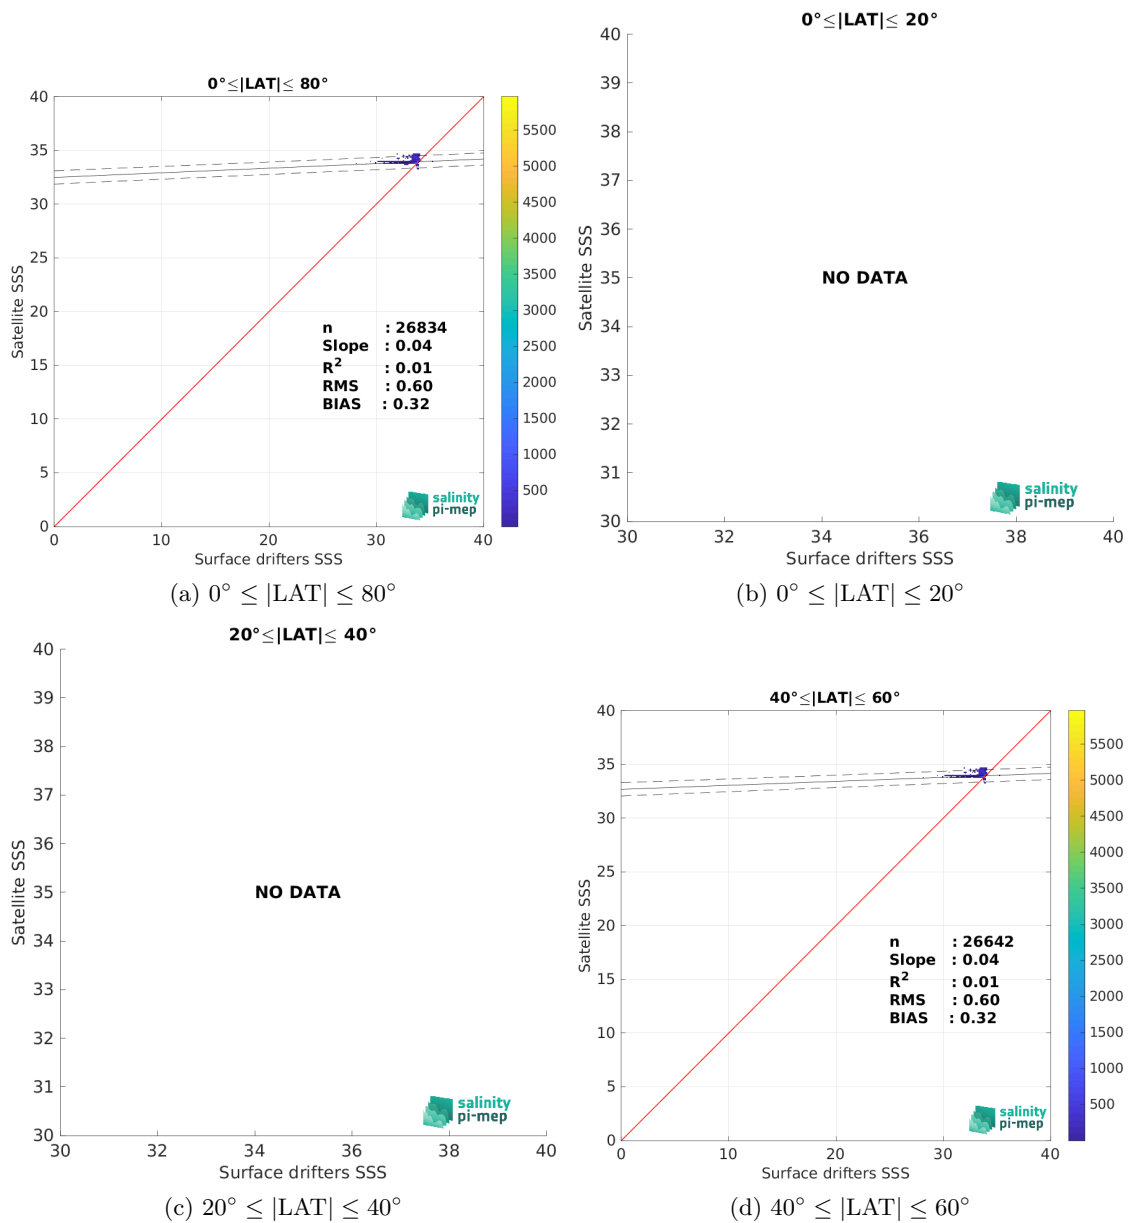 0°≤|LAT|≤ 80°
40
35
30
25
20
15
10
5
0
Satellite SSS
n : 26834
Slope : 0.04
R² : 0.01
RMS : 0.60
BIAS : 0.32
salinity
pi-mep
0 10 20 30 40
Surface drifters SSS
5500
5000
4500
4000
3500
3000
2500
2000
1500
1000
500
(a) 0° ≤ |LAT| ≤ 80°
0°≤|LAT|≤ 20°
40
39
38
37
36
35
34
33
32
31
30
Satellite SSS
NO DATA
salinity
pi-mep
30 32 34 36 38 40
Surface drifters SSS
(b) 0° ≤ |LAT| ≤ 20°
20°≤|LAT|≤ 40°
40
39
38
37
36
35
34
33
32
31
30
Satellite SSS
NO DATA
salinity
pi-mep
30 32 34 36 38 40
Surface drifters SSS
(c) 20° ≤ |LAT| ≤ 40°
40°≤|LAT|≤ 60°
40
35
30
25
20
15
10
5
0
Satellite SSS
n : 26642
Slope : 0.04
R² : 0.01
RMS : 0.60
BIAS : 0.32
salinity
pi-mep
0 10 20 30 40
Surface drifters SSS
5500
5000
4500
4000
3500
3000
2500
2000
1500
1000
500
(d) 40° ≤ |LAT| ≤ 60°